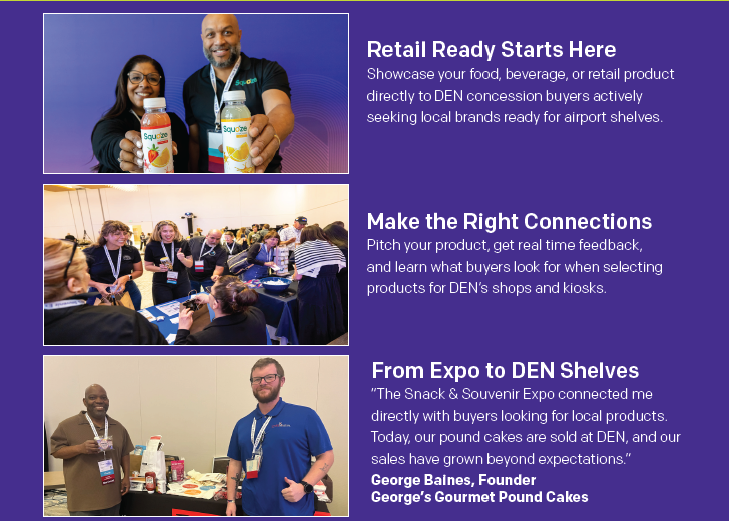 Retail Ready Starts Here
Showcase your food, beverage, or retail product
directly to DEN concession buyers actively
seeking local brands ready for airport shelves.
Squoze
Squoze
Squoze
Make the Right Connections
Pitch your product, get real time feedback,
and learn what buyers look for when selecting
products for DEN's shops and kiosks.
From Expo to DEN Shelves
"The Snack & Souvenir Expo connected me
directly with buyers looking for local products.
Today, our pound cakes are sold at DEN, and our
sales have grown beyond expectations."
George Baines, Founder
George's Gourmet Pound Cakes